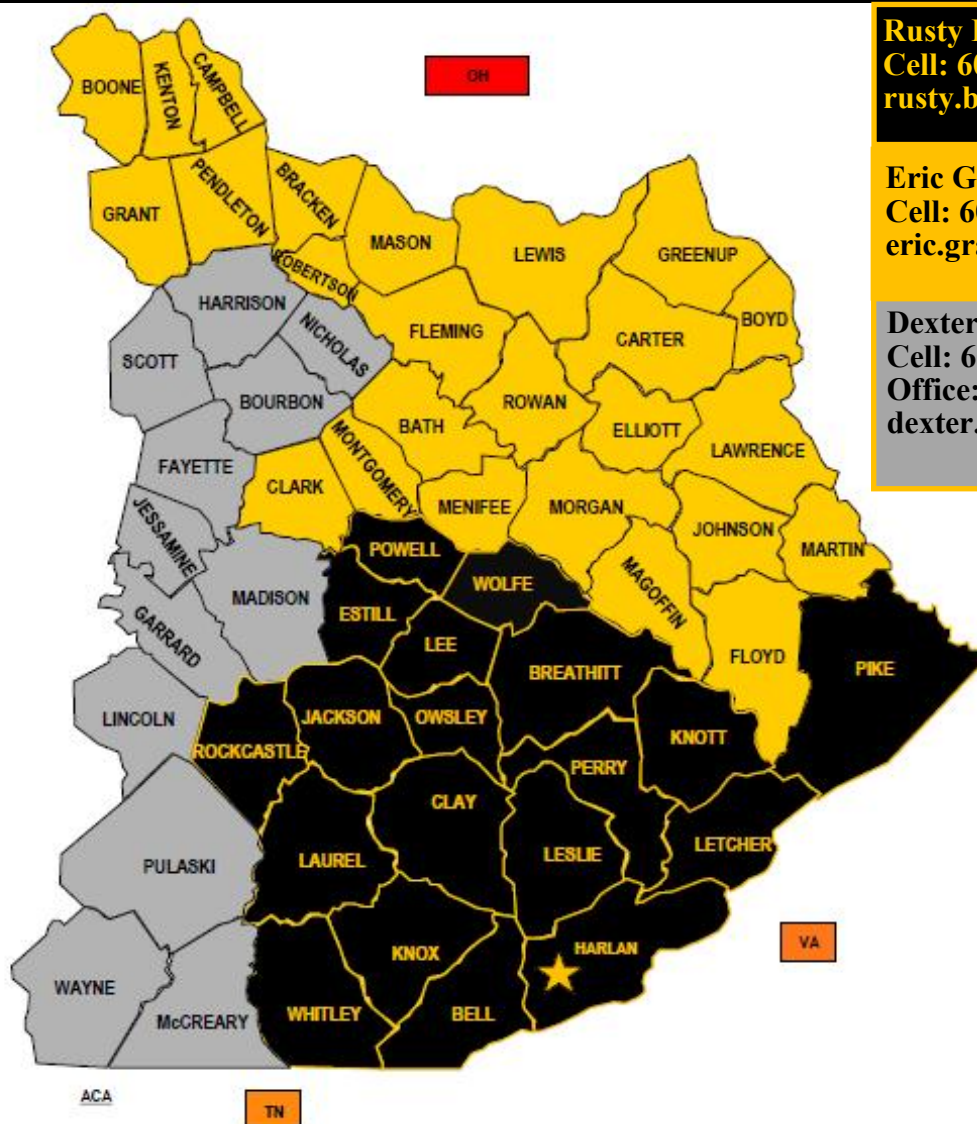 OH
Rusty
Cell: 60
rusty.b
Eric G
Cell: 60
eric.gr
Dexter
Cell: 6
Office:
dexter.
BOONE
KENTON
CAMPBELL
GRANT
PENDLETON
BRACKEN
MASON
LEWIS
GREENUP
ROBERTSON
HARRISON
NICHOLAS
FLEMING
CARTER
BOYD
SCOTT
BOURBON
BATH
ROWAN
ELLIOTT
LAWRENCE
FAYETTE
CLARK
MONTGOMERY
MENIFEE
MORGAN
JOHNSON
MARTIN
JESSAMINE
MADISON
POWELL
WOLFE
MAGOFFIN
GARRARD
ESTILL
LEE
BREATHITT
FLOYD
PIKE
LINCOLN
ROCKCASTLE
JACKSON
OWSLEY
KNOTT
PERRY
CLAY
PULASKI
LAUREL
LESLIE
LETCHER
KNOX
HARLAN
VA
WAYNE
McCREARY
WHITLEY
BELL
ACA
TN